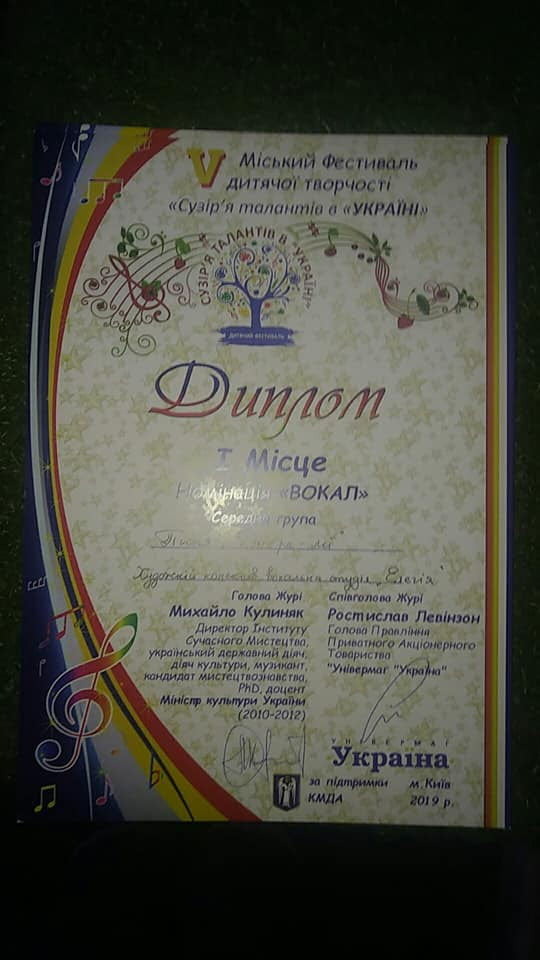 V Міський Фестиваль
дитячої творчості
«Сузір'я талантів в «УКРАЇНІ»
СУЗІР'Я ТАЛАНТІВ В "УКРАЇНІ"
ДИТЯЧИЙ ФЕСТИВАЛЬ
Диплом
I Місце
Номінація «ВОКАЛ»
Середня група
Художній колектив вокальна студія „Елегія"
Голова Журі
Михайло Кулиняк
Директор Інституту
Сучасного Мистецтва,
український державний діяч,
діяч культури, музикант,
кандидат мистецтвознавства,
PhD, доцент
Міністр культури України
(2010-2012)
Співголова Журі
Ростислав Левінзон
Голова Правління
Приватного Акціонерного
Товариства
"Універмаг "Україна"
УНІВЕРМАГ
Україна
за підтримки
КМДА
м.Київ
2019 р.